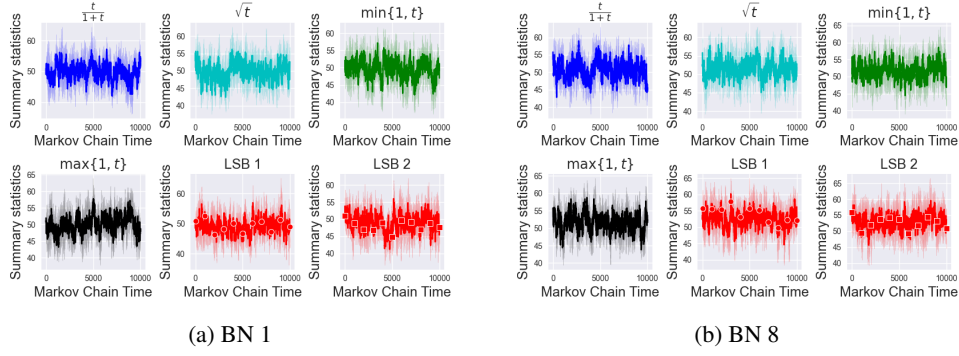 t/(1+t) √t min{1, t}
Summary statistics 60 50 40 Summary statistics 60 55 50 45 40 Summary statistics 60 50 40
0 5000 10000 0 5000 10000 0 5000 10000
Markov Chain Time Markov Chain Time Markov Chain Time
max{1, t} LSB 1 LSB 2
Summary statistics 65 60 55 50 45 40 Summary statistics 60 50 40 Summary statistics 60 55 50 45 40
0 5000 10000 0 5000 10000 0 5000 10000
Markov Chain Time Markov Chain Time Markov Chain Time
(a) BN 1
t/(1+t) √t min{1, t}
Summary statistics 60 50 40 Summary statistics 60 55 50 45 40 Summary statistics 65 60 55 50 45 40
0 5000 10000 0 5000 10000 0 5000 10000
Markov Chain Time Markov Chain Time Markov Chain Time
max{1, t} LSB 1 LSB 2
Summary statistics 65 60 55 50 45 40 Summary statistics 65 60 55 50 45 40 Summary statistics 65 60 55 50 45 40
0 5000 10000 0 5000 10000 0 5000 10000
Markov Chain Time Markov Chain Time Markov Chain Time
(b) BN 8